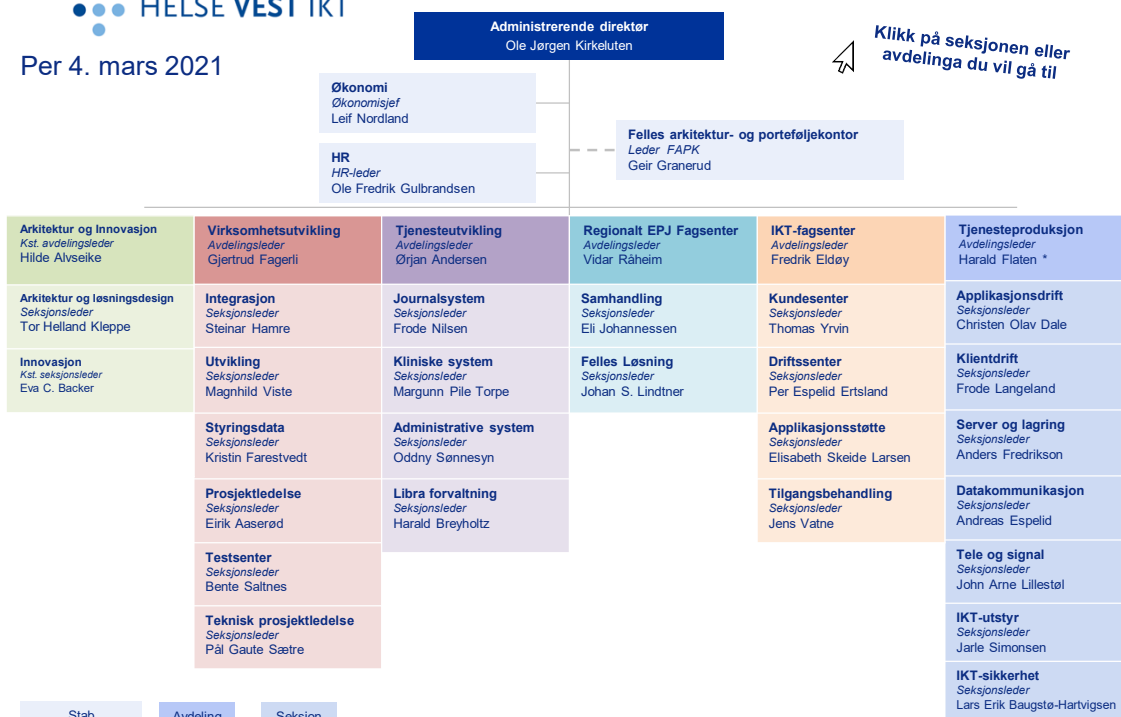 HELSE VEST IKT
Per 4. mars 2021
Administrerende direktør
Ole Jørgen Kirkeluten
Klikk på seksjonen eller
avdelinga du vil gå til
Økonomi
Økonomisjef
Leif Nordland
HR
HR-leder
Ole Fredrik Gulbrandsen
Felles arkitektur- og porteføljekontor
Leder FAPK
Geir Granerud
Arkitektur og Innovasjon
Kst. avdelingsleder
Hilde Alvseike
Arkitektur og løsningsdesign
Seksjonsleder
Tor Helland Kleppe
Innovasjon
Kst. seksjonsleder
Eva C. Backer
Virksomhetsutvikling
Avdelingsleder
Gjertrud Fagerli
Integrasjon
Seksjonsleder
Steinar Hamre
Utvikling
Seksjonsleder
Magnhild Viste
Styringsdata
Seksjonsleder
Kristin Farestvedt
Prosjektledelse
Seksjonsleder
Eirik Aaserød
Testsenter
Seksjonsleder
Bente Saltnes
Teknisk prosjektledelse
Seksjonsleder
Pål Gaute Sætre
Tjenesteutvikling
Avdelingsleder
Ørjan Andersen
Journalsystem
Seksjonsleder
Frode Nilsen
Kliniske system
Seksjonsleder
Margunn Pile Torpe
Administrative system
Seksjonsleder
Oddny Sønnesyn
Libra forvaltning
Seksjonsleder
Harald Breyholtz
Regionalt EPJ Fagsenter
Avdelingsleder
Vidar Råheim
Samhandling
Seksjonsleder
Eli Johannessen
Felles Løsning
Seksjonsleder
Johan S. Lindtner
IKT-fagsenter
Avdelingsleder
Fredrik Eldøy
Kundesenter
Seksjonsleder
Thomas Yrvin
Driftssenter
Seksjonsleder
Per Espelid Ertsland
Applikasjonsstøtte
Seksjonsleder
Elisabeth Skeide Larsen
Tilgangsbehandling
Seksjonsleder
Jens Vatne
Tjenesteproduksjon
Avdelingsleder
Harald Flaten *
Applikasjonsdrift
Seksjonsleder
Christen Olav Dale
Klientdrift
Seksjonsleder
Frode Langeland
Server og lagring
Seksjonsleder
Anders Fredrikson
Datakommunikasjon
Seksjonsleder
Andreas Espelid
Tele og signal
Seksjonsleder
John Arne Lillestøl
IKT-utstyr
Seksjonsleder
Jarle Simonsen
IKT-sikkerhet
Seksjonsleder
Lars Erik Baugstø-Hartvigsen
Stab
Avdeling
Seksjon